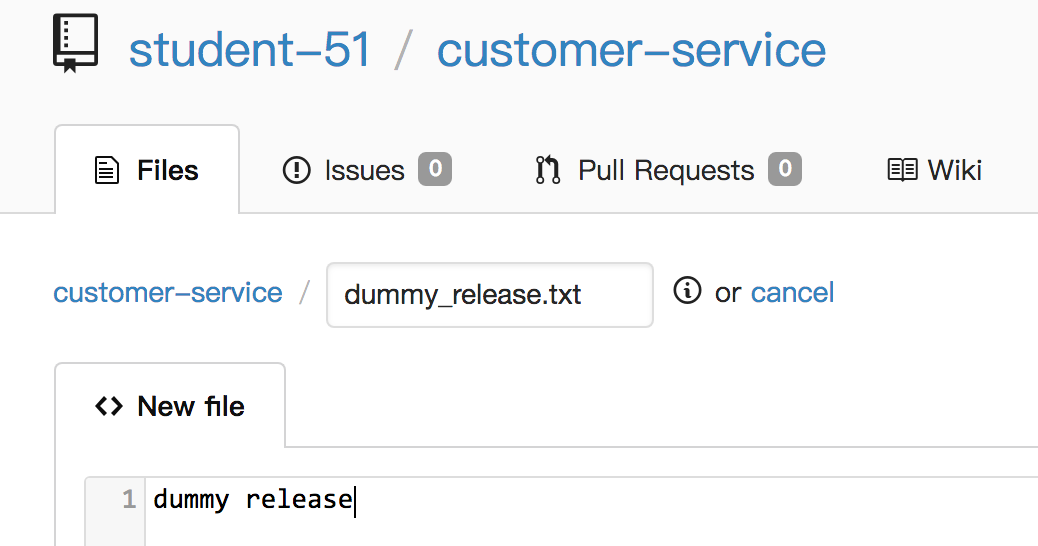 student-51 / customer-service
Files Issues 0 Pull Requests 0 Wiki
customer-service / dummy_release.txt or cancel
New file
1 dummy release